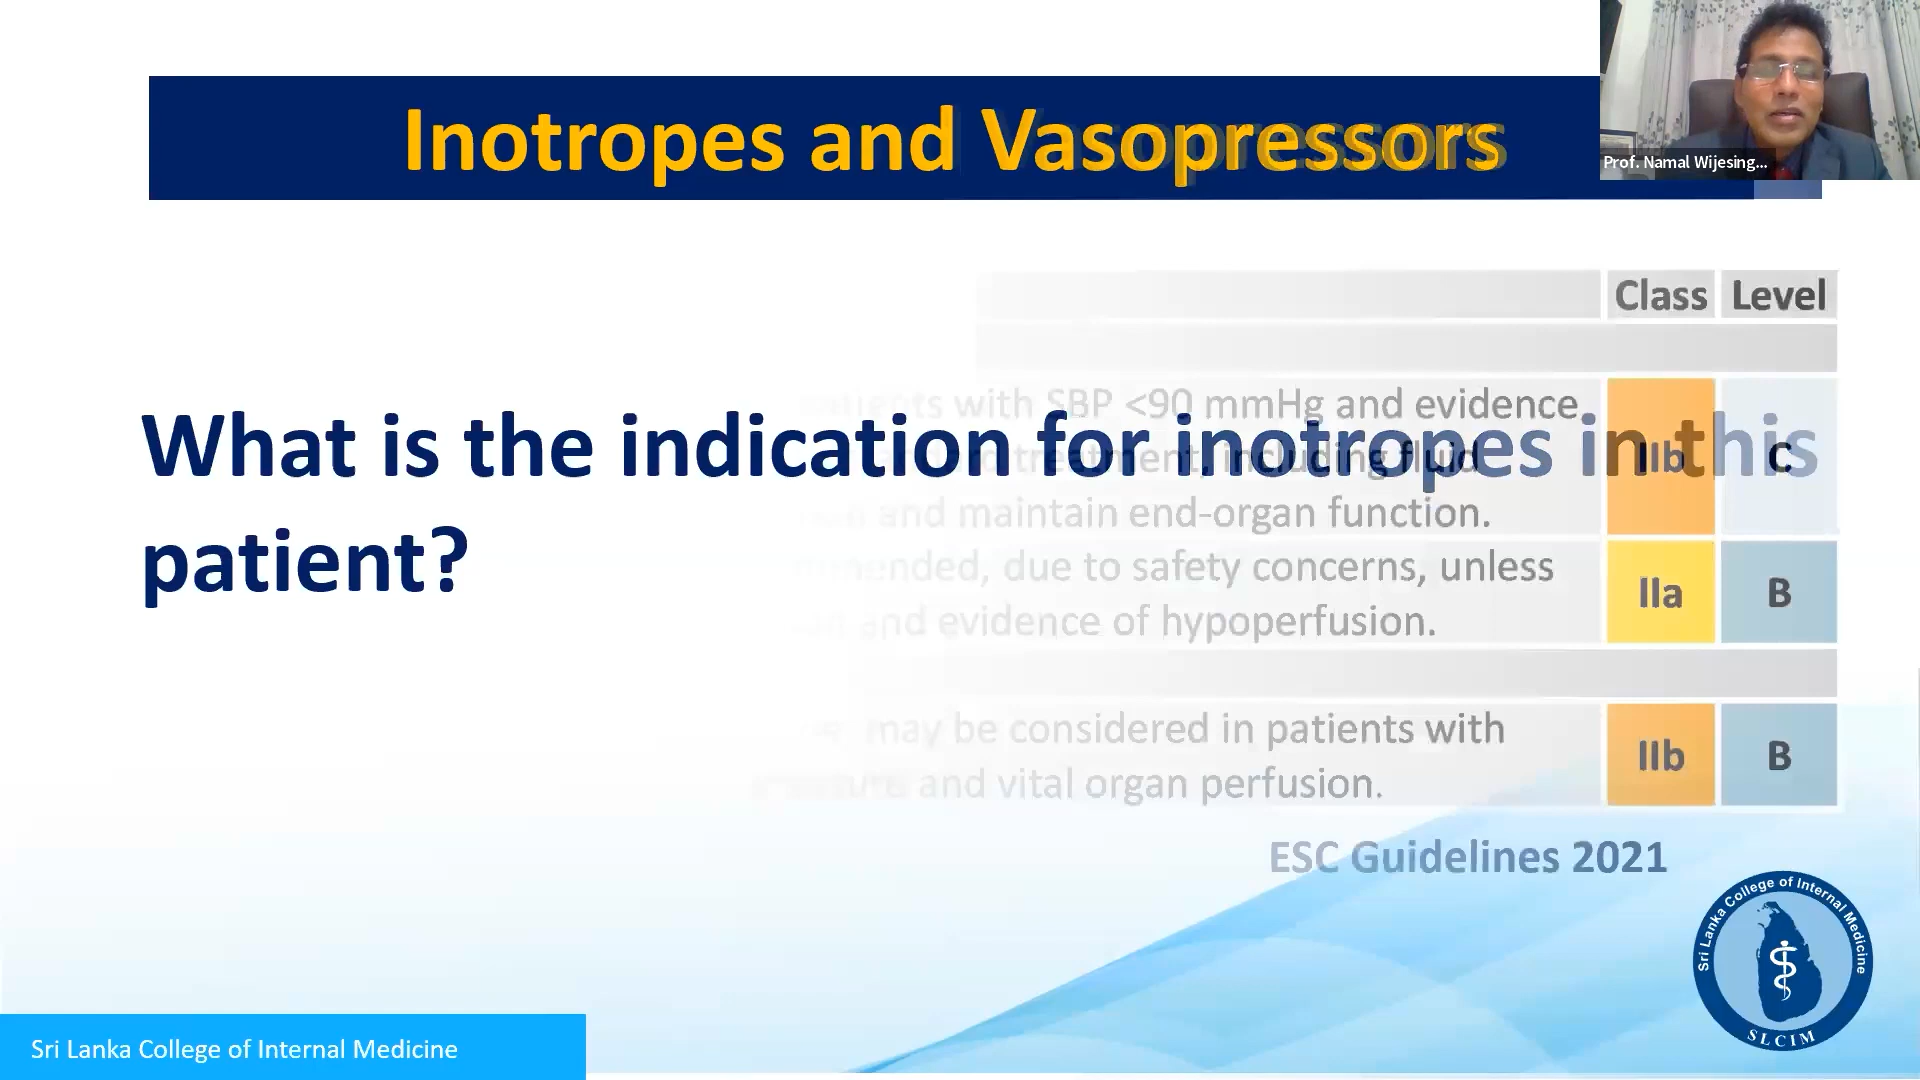 Inotropes and Vasopressors
Prof. Namal Wijesing...
Class Level
patients with SBP <90 mmHg and evidence
What is the indication for inotropes in this
treatment, including fluid
IIb C
and maintain end-organ function.
patient?
due to safety concerns, unless
and evidence of hypoperfusion.
IIa B
may be considered in patients with
and vital organ perfusion.
IIb B
ESC Guidelines 2021
Sri Lanka College of Internal Medicine
SLCIM
Sri Lanka College of Internal Medicine